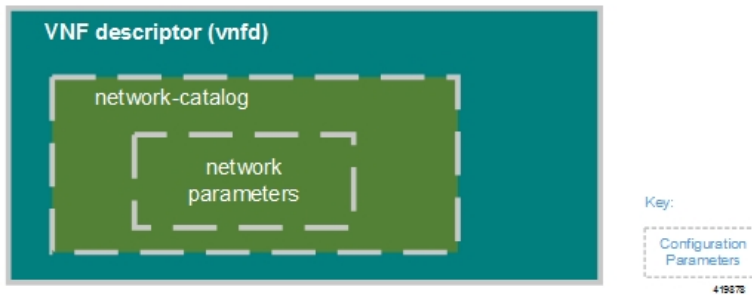 VNF descriptor (vnfd)
network-catalog
network
parameters
Key:
Configuration
Parameters
419878